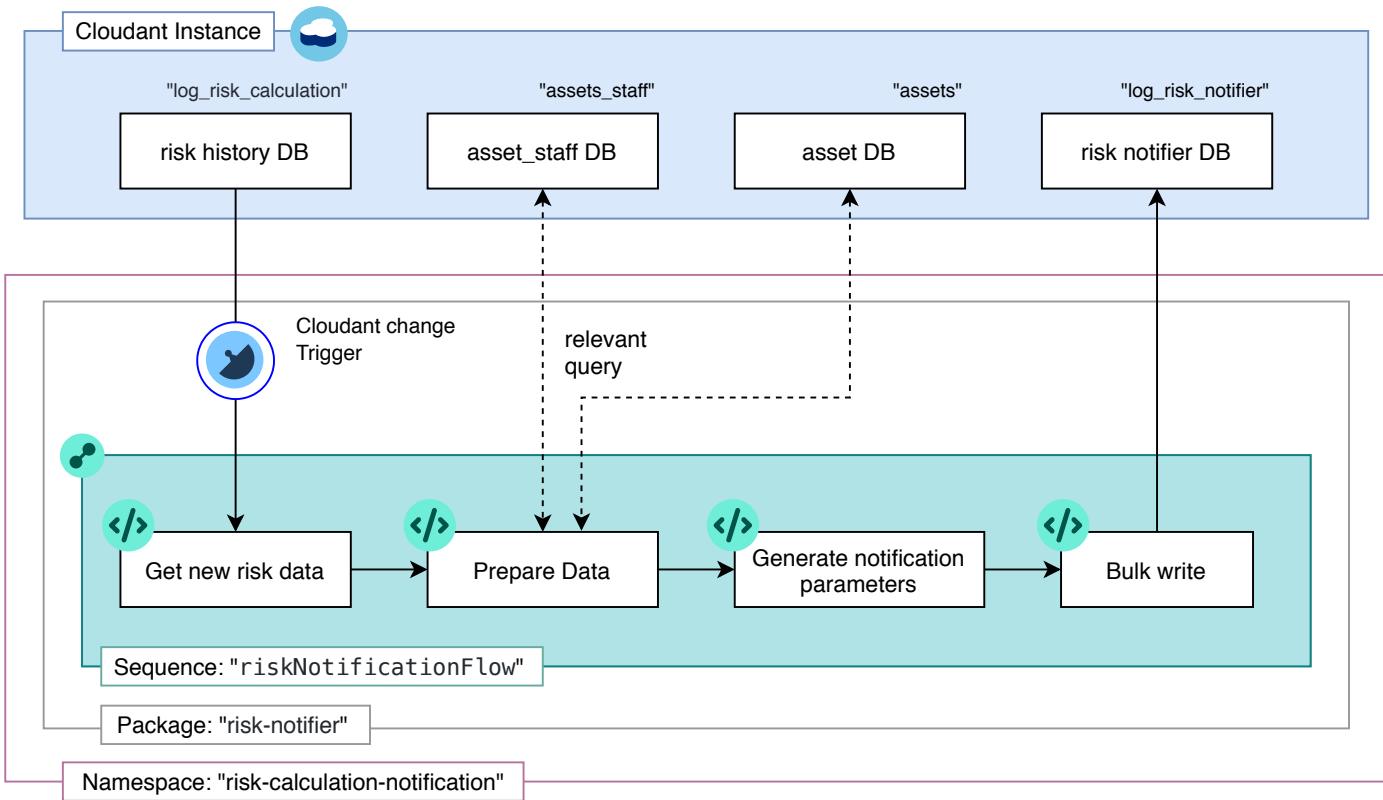 Cloudant Instance
"log_risk_calculation"
"assets_staff"
"assets"
"log_risk_notifier"
risk history DB
asset_staff DB
asset DB
risk notifier DB
Cloudant change
Trigger
relevant
query
</>
</>
</>
</>
Get new risk data
Prepare Data
Generate notification
parameters
Bulk write
Sequence: "riskNotificationFlow"
Package: "risk-notifier"
Namespace: "risk-calculation-notification"